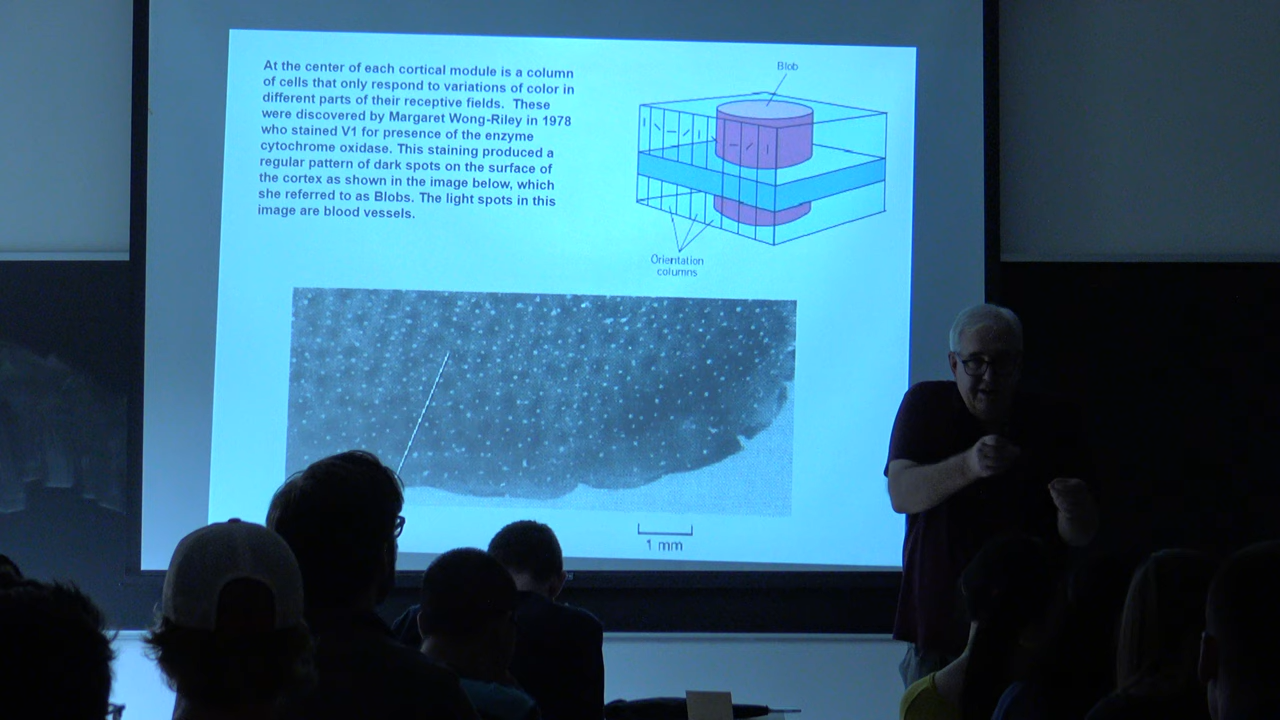 At the center of each cortical module is a column
of cells that only respond to variations of color in
different parts of their receptive fields. These
were discovered by Margaret Wong-Riley in 1978
who stained V1 for presence of the enzyme
cytochrome oxidase. This staining produced a
regular pattern of dark spots on the surface of
the cortex as shown in the image below, which
she referred to as Blobs. The light spots in this
image are blood vessels.
Blob
Orientation
columns
1 mm